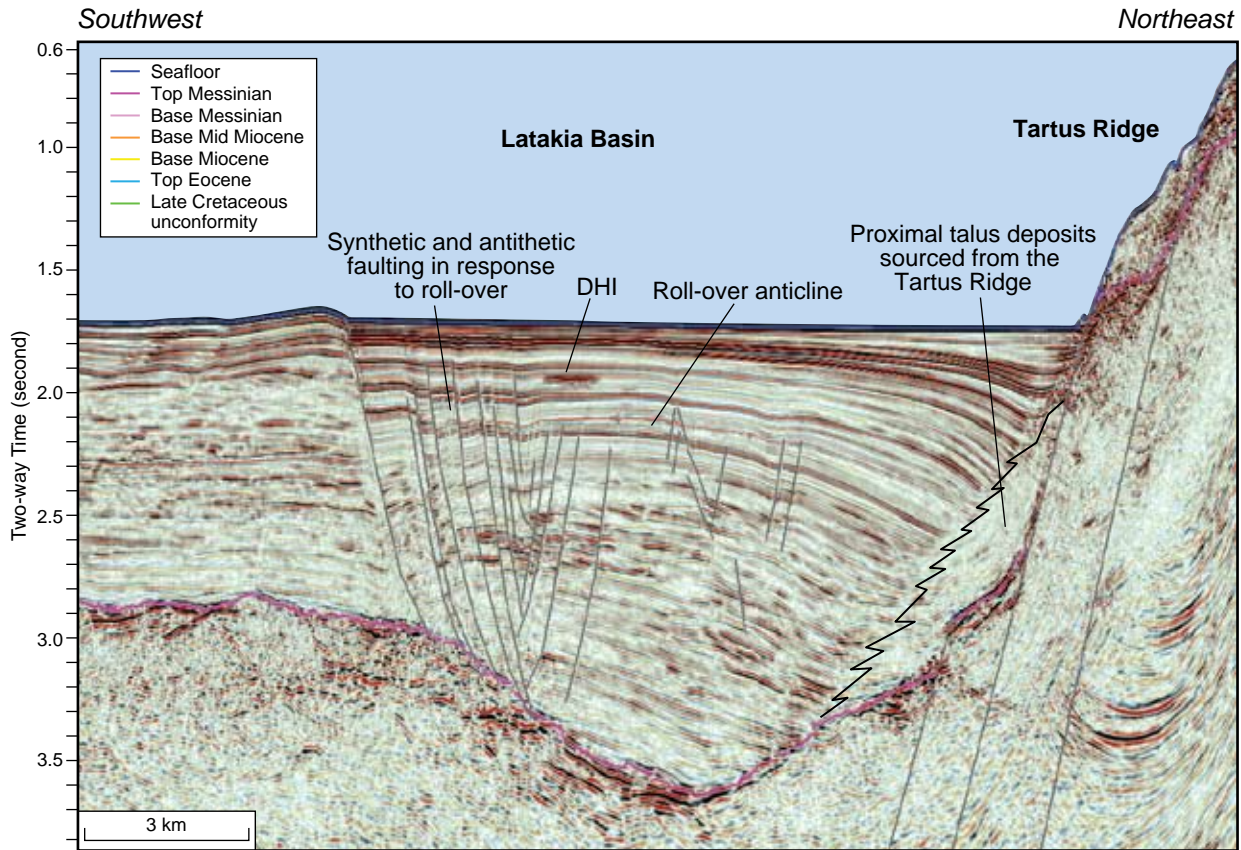 Southwest
Northeast
0.6
1.0
1.5
2.0
2.5
3.0
3.5
Two-way Time (second)
Seafloor
Top Messinian
Base Messinian
Base Mid Miocene
Base Miocene
Top Eocene
Late Cretaceous
unconformity
Latakia Basin
Tartus Ridge
Synthetic and antithetic
faulting in response
to roll-over
DHI
Roll-over anticline
Proximal talus deposits
sourced from the
Tartus Ridge
3 km